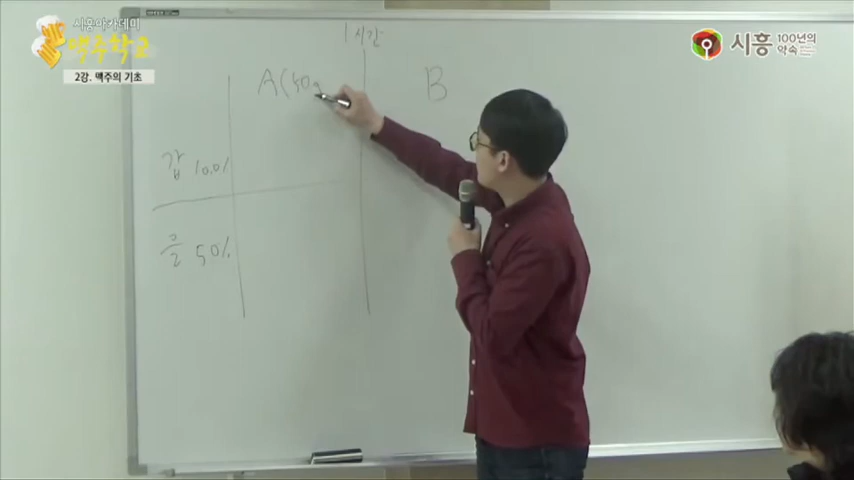 시흥아카데미
맥주학교
2강. 맥주의 기초
시흥 100년의 약속
1시간
A(50
B
갑 100%
을 50%